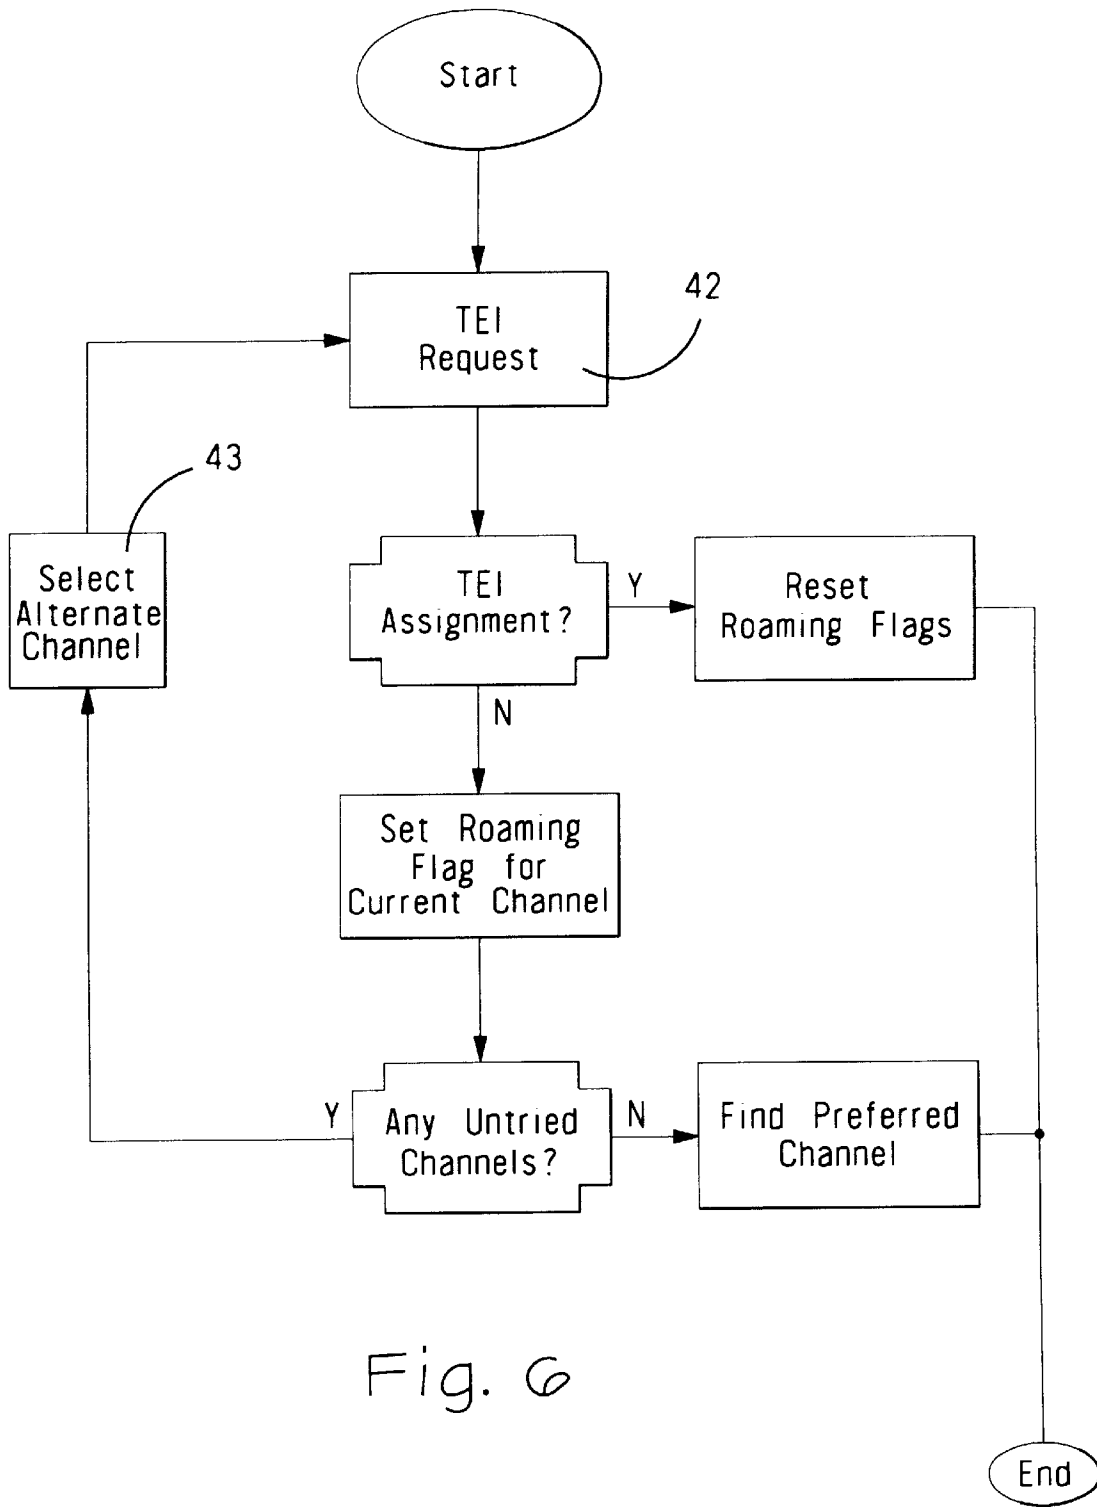 Start
TEI
Request
42
43
Select
Alternate
Channel
TEI
Assignment?
Y
Reset
Roaming Flags
N
Set Roaming
Flag for
Current Channel
Y
Any Untried
Channels?
N
Find Preferred
Channel
Fig. 6
End